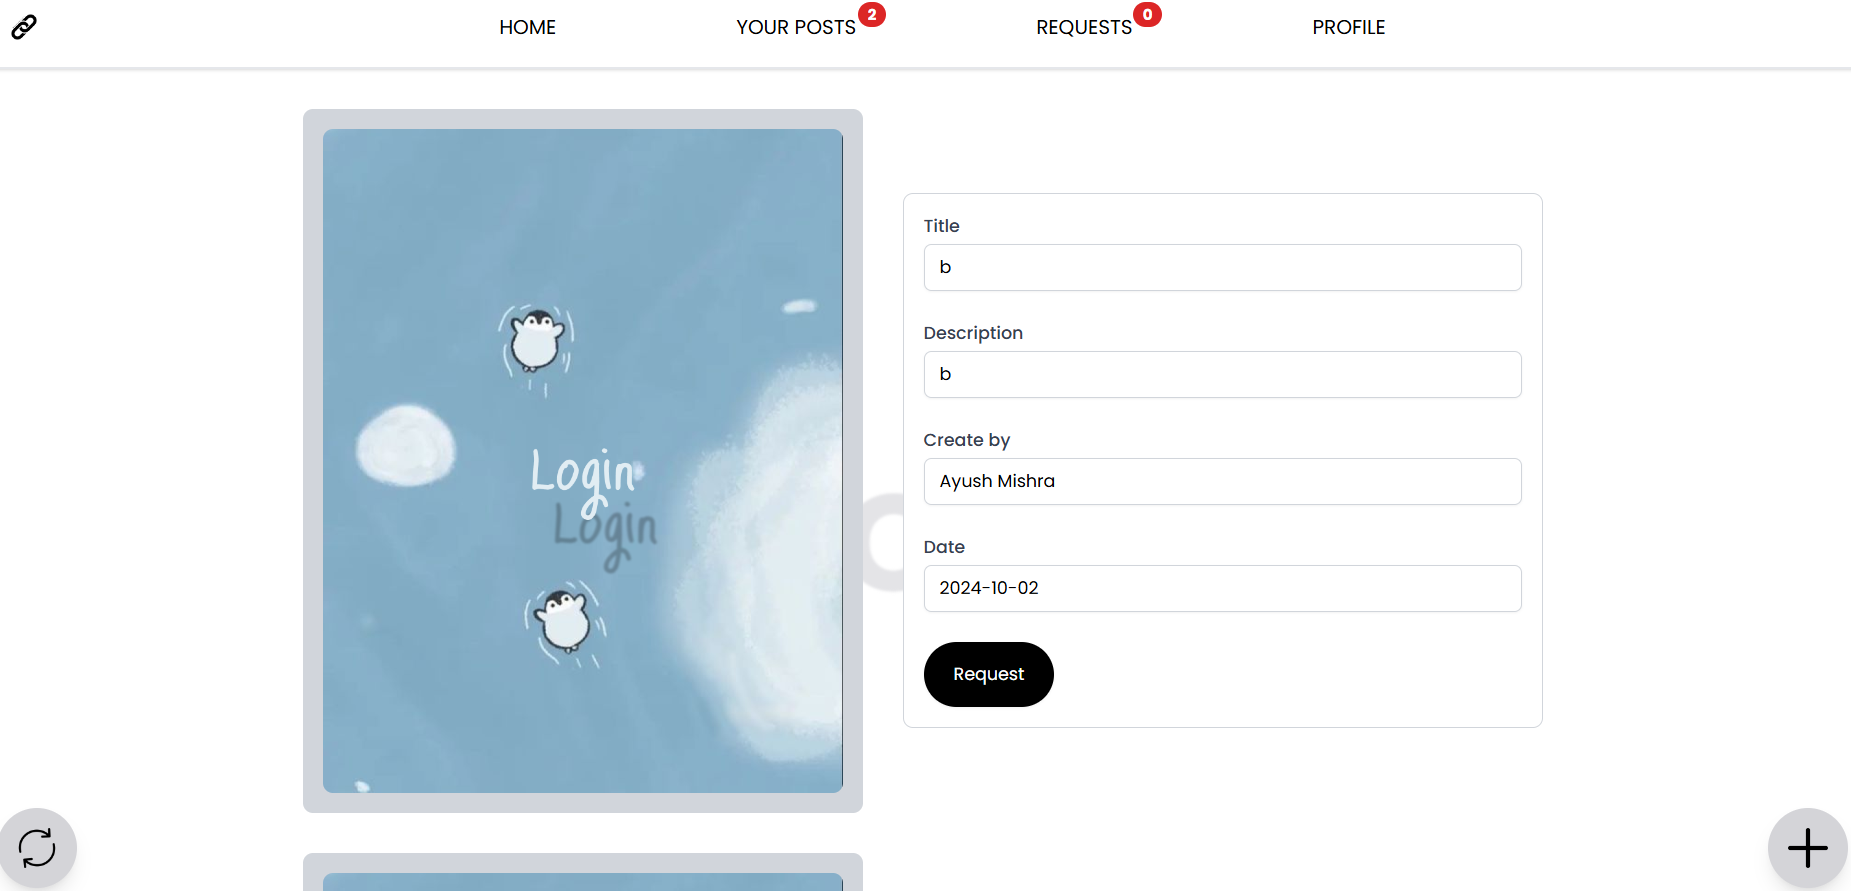 HOME
YOUR POSTS
2
REQUESTS
0
PROFILE
Login
Login
Title
b
Description
b
Create by
Ayush Mishra
Date
2024-10-02
Request